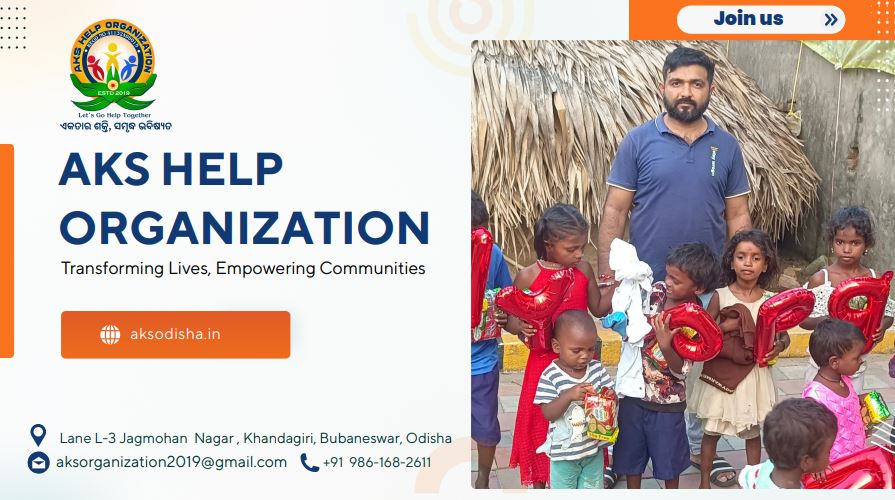 AKS HELP ORGANIZATION
ESTD 2019
Let's Go Help Together
ଏକତାର ଶକ୍ତି, ସମୃଦ୍ଧ ଭବିଷ୍ୟତ
AKS HELP
ORGANIZATION
Transforming Lives, Empowering Communities
aksodisha.in
Lane L-3 Jagmohan Nagar , Khandagiri, Bubaneswar, Odisha
aksorganization2019@gmail.com +91 986-168-2611
Join us »